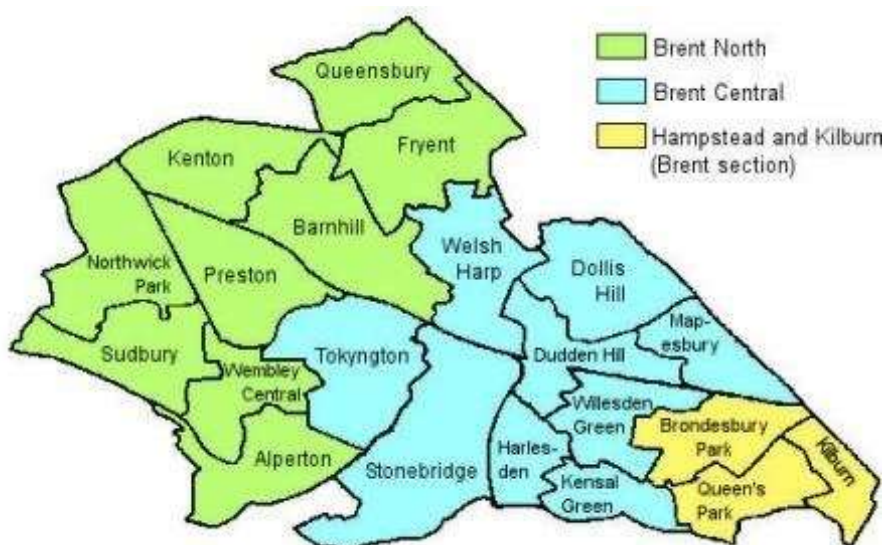 Brent North
Brent Central
Hampstead and Kilburn
(Brent section)
Queensbury
Kenton
Fryent
Barnhill
Northwick
Park
Preston
Welsh
Harp
Dollis
Hill
Sudbury
Wembley
Central
Tokyngton
Dudden Hill
Map-
esbury
Alperton
Stonebridge
Harles-
den
Willesden
Green
Brondesbury
Park
Kensal
Green
Queen's
Park
Kilburn